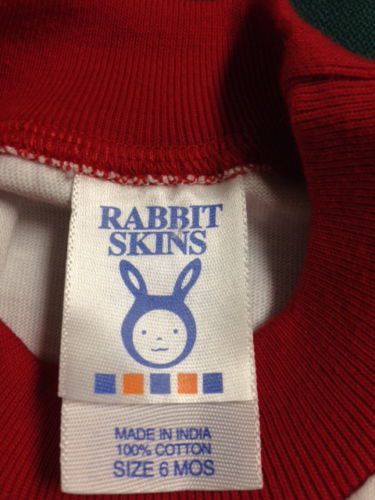 RABBIT
SKINS
MADE IN INDIA
100% COTTON
SIZE 6 MOS